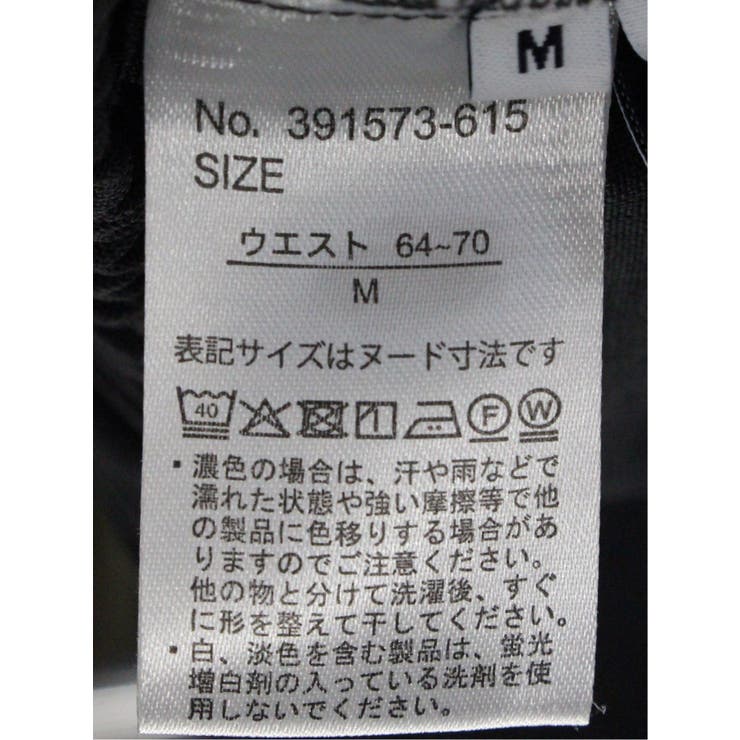 M
No. 391573-615
SIZE
ウエスト 64~70
M
表記サイズはヌード寸法です
40 F W
・濃色の場合は、汗や雨などで
濡れた状態や強い摩擦等で他
の製品に色移りする場合があ
りますのでご注意ください。
他の物と分けて洗濯後、すぐ
に形を整えて干してください。
・白、淡色を含む製品は、蛍光
増白剤の入っている洗剤を使
用しないでください。